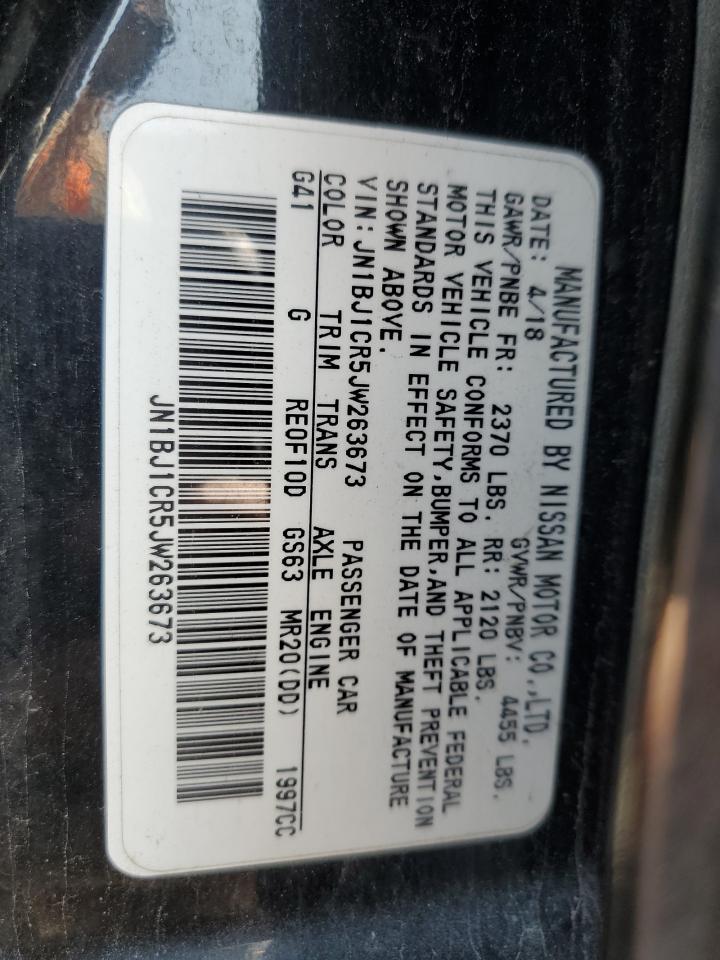 MANUFACTURED BY NISSAN MOTOR CO.,LTD.
DATE: 4/18 GVWR/PNBV: 4455 LBS.
GAWR/PNBE FR: 2370 LBS. RR: 2120 LBS.
THIS VEHICLE CONFORMS TO ALL APPLICABLE FEDERAL
MOTOR VEHICLE SAFETY,BUMPER,AND THEFT PREVENTION
STANDARDS IN EFFECT ON THE DATE OF MANUFACTURE
SHOWN ABOVE.
VIN:JN1BJ1CR5JW263673 PASSENGER CAR
COLOR TRIM TRANS AXLE ENGINE
G41 G RE0F10D GS63 MR20(DD) 1997CC
JN1BJ1CR5JW263673